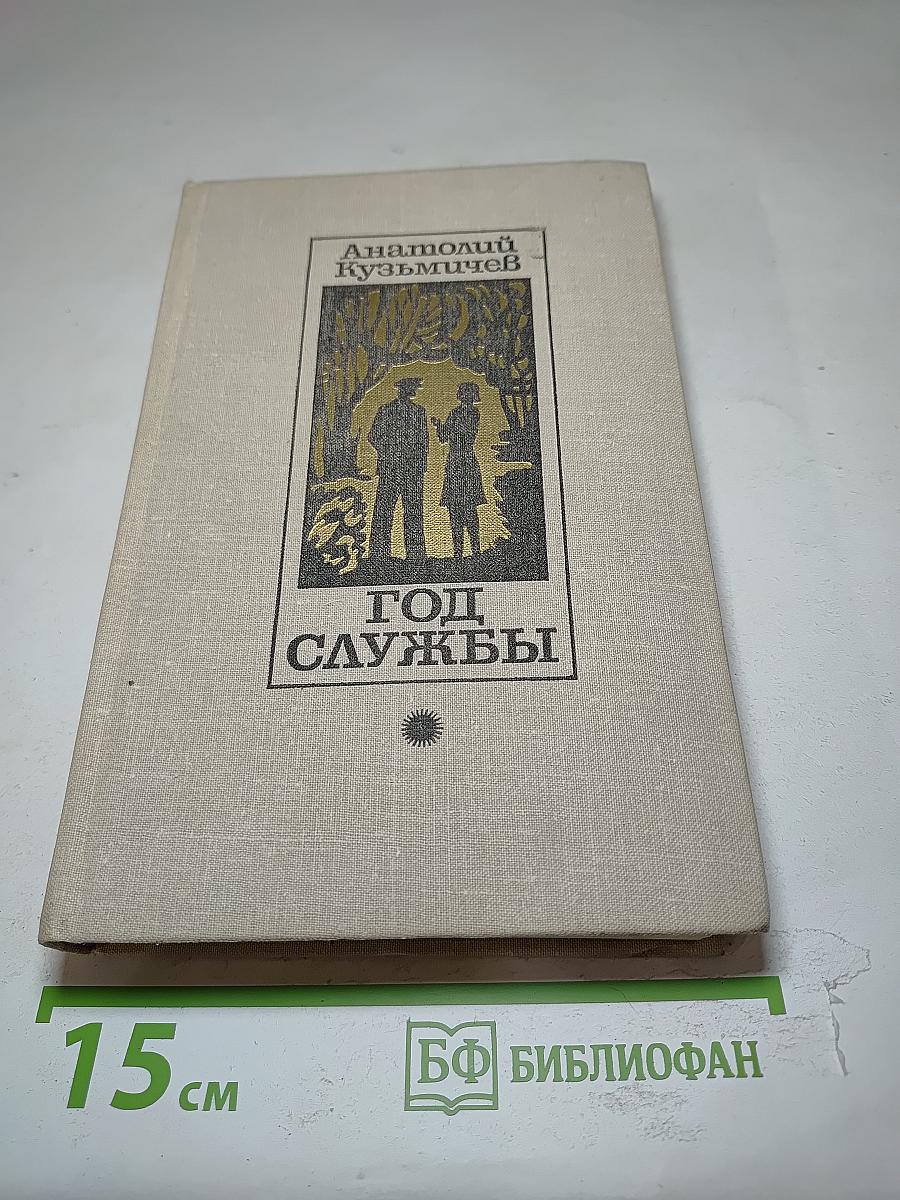 Анатолий
Кузьмичев
ГОД
СЛУЖБЫ
15 см
БФ БИБЛИОФАН